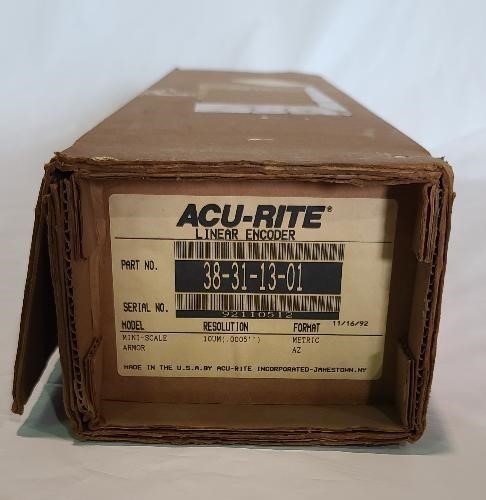 ACU-RITE®
LINEAR ENCODER
PART NO. 38-31-13-01
SERIAL NO. 92110512
MODEL RESOLUTION FORMAT 11/16/92
MINI-SCALE 10UM(.0005'') METRIC
ARMOR AZ
MADE IN THE U.S.A.BY ACU-RITE INCORPORATED-JAMESTOWN.NY